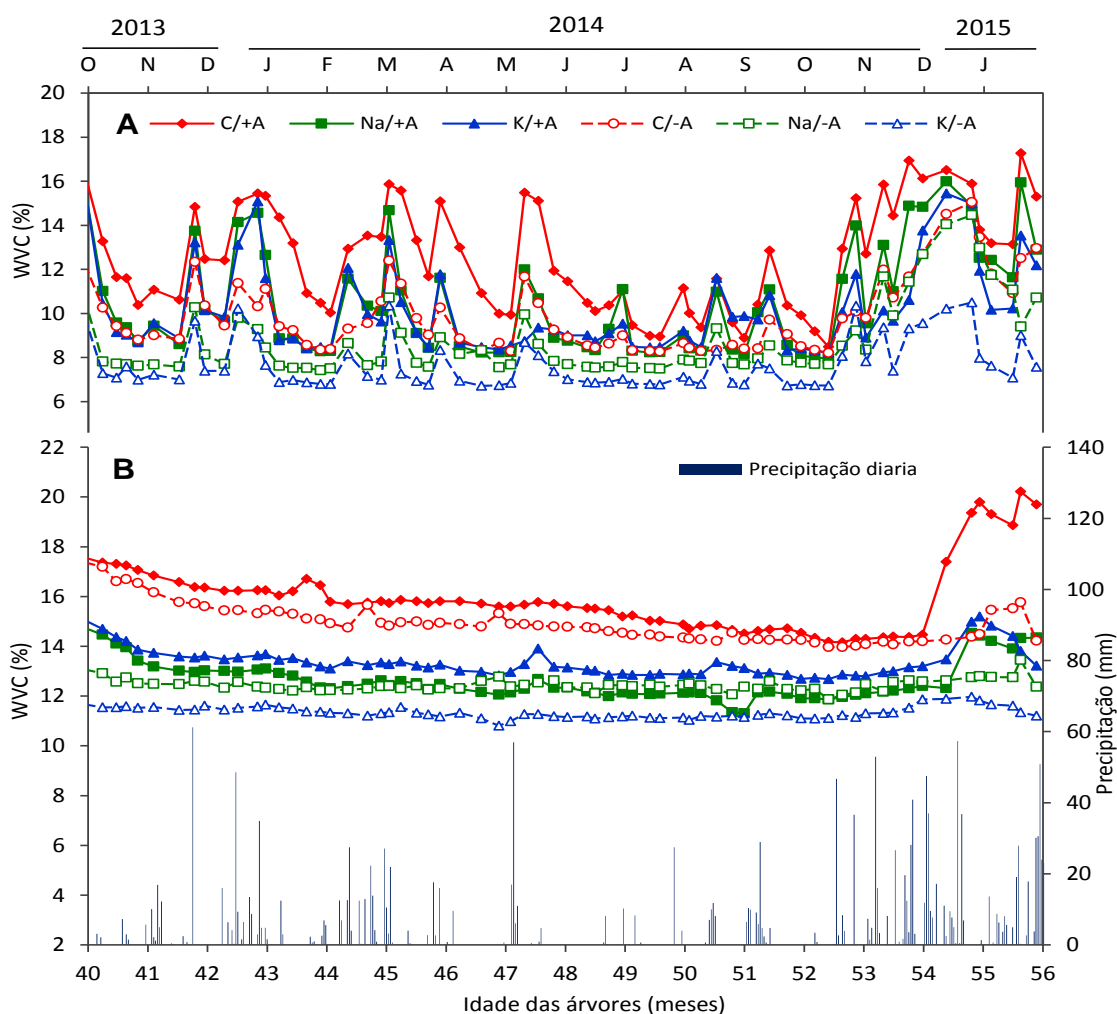 2013 2014 2015
O N D J F M A M J J A S O N D J
A
C/+A Na/+A K/+A C/-A Na/-A K/-A
20
18
16
14
12
10
8
6
WVC (%)
B
Precipitação diaria
22
20
18
16
14
12
10
8
6
4
2
WVC (%)
140
120
100
80
60
40
20
0
Precipitação (mm)
40 41 42 43 44 45 46 47 48 49 50 51 52 53 54 55 56
Idade das árvores (meses)